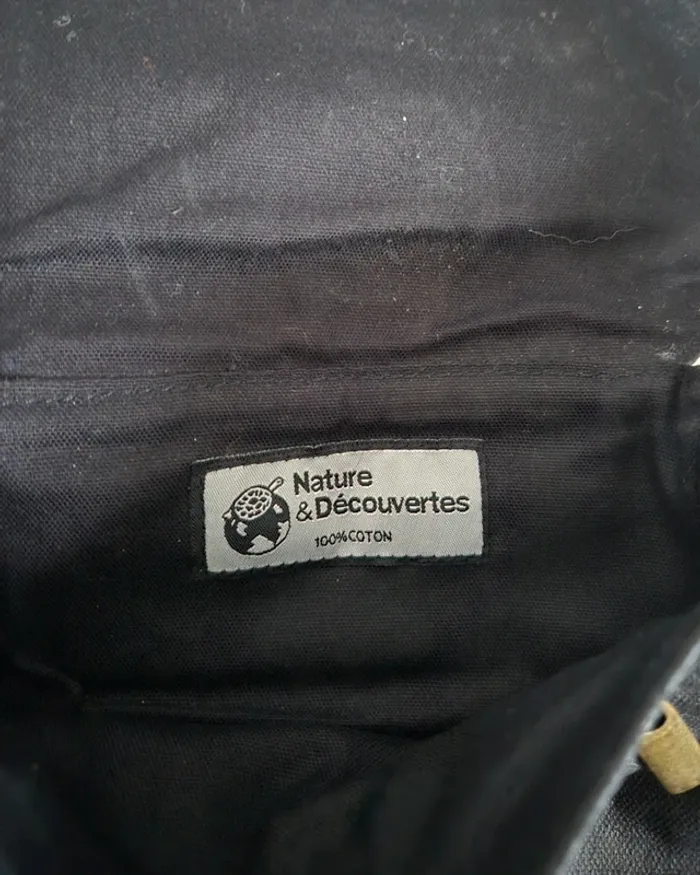 Nature
& Découvertes
100% COTON